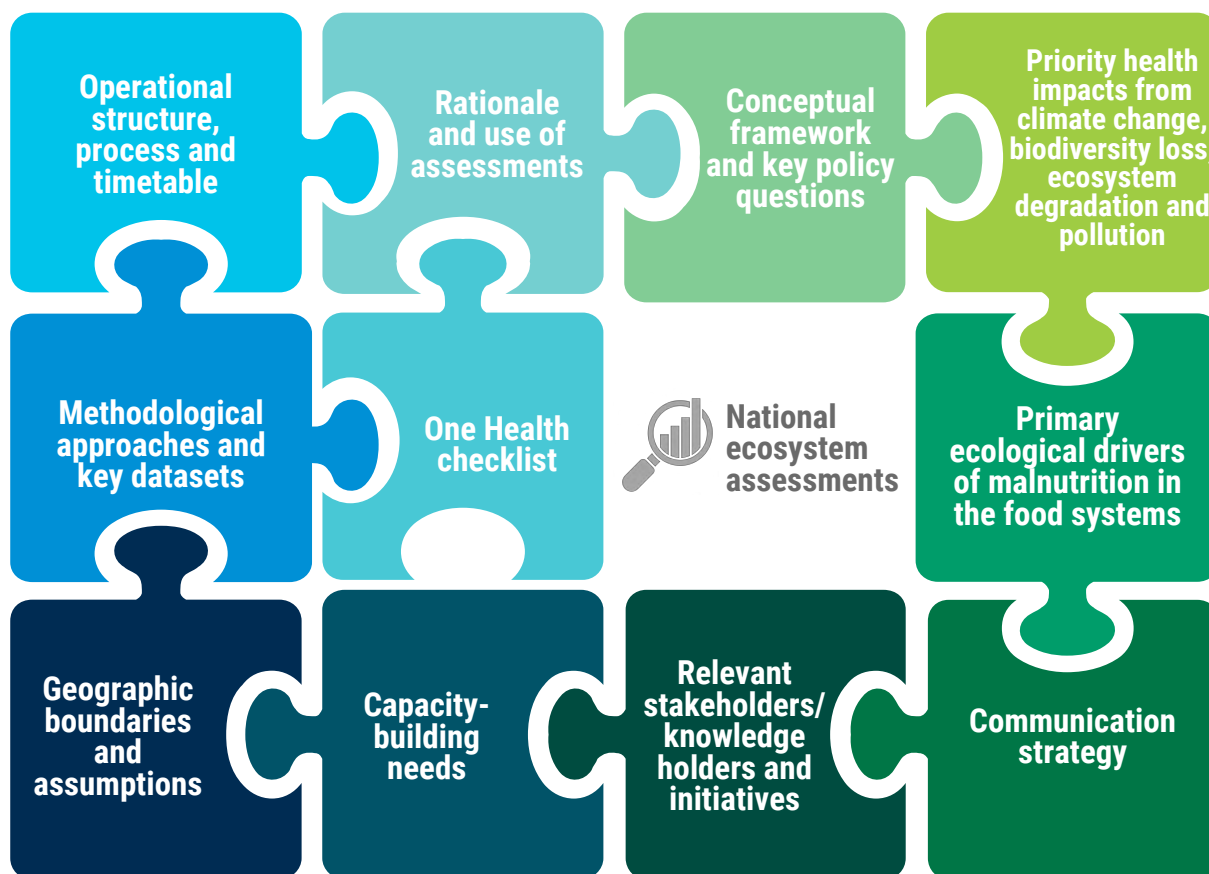 Operational
structure,
process and
timetable
Rationale
and use of
assessments
Conceptual
framework
and key policy
questions
Priority health
impacts from
climate change,
biodiversity loss,
ecosystem
degradation and
pollution
Methodological
approaches and
key datasets
One Health
checklist
National
ecosystem
assessments
Primary
ecological drivers
of malnutrition in
the food systems
Geographic
boundaries
and
assumptions
Capacity-
building
needs
Relevant
stakeholders/
knowledge
holders and
initiatives
Communication
strategy